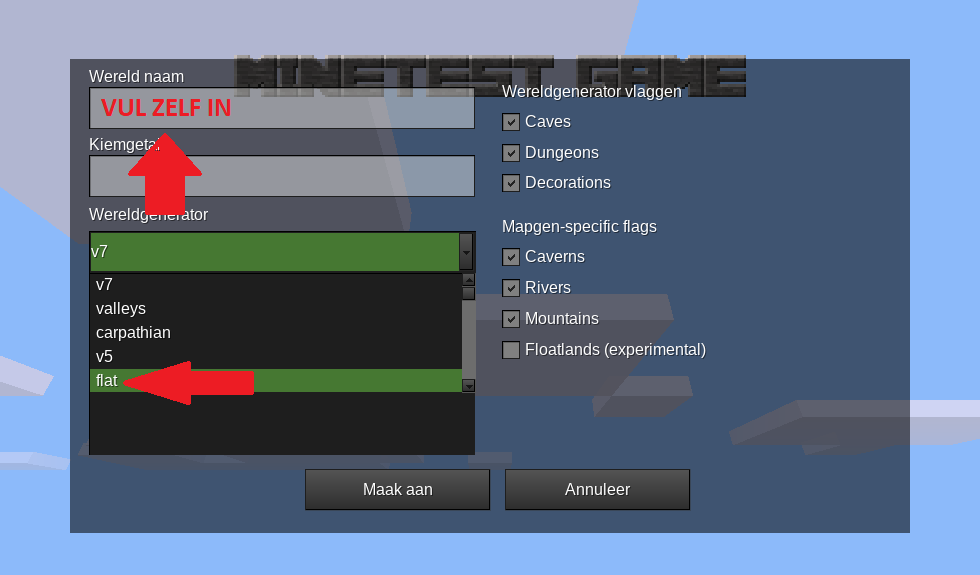 MINETEST GAME
Wereld naam
VUL ZELF IN
Kiemgetal
Wereldgenerator
v7
v7
valleys
carpathian
v5
flat
Wereldgenerator vlaggen
Caves
Dungeons
Decorations
Mapgen-specific flags
Caverns
Rivers
Mountains
Floatlands (experimental)
Maak aan
Annuleer